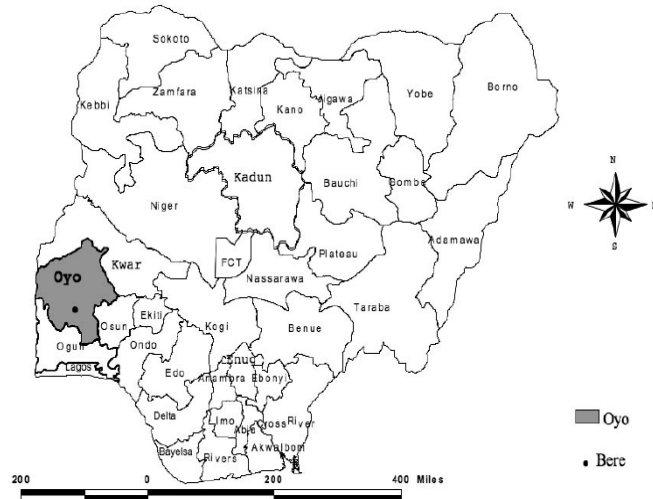 Sokoto
Kebbi
Zamfara
Katsina
Kano
Jigawa
Yobe
Borno
Kadun
Bauchi
Gombe
Niger
Adamawa
Plateau
FCT
Nassarawa
Taraba
Kwar
Oyo
Osun
Ekiti
Kogi
Benue
Ogun
Ondo
Lagos
Edo
Enug
Anambra
Ebonyi
Delta
Imo
Abia
Cross River
Bayelsa
Rivers
AkwaIbom
N
W
S
Oyo
Bere
200 0 200 400 Miles